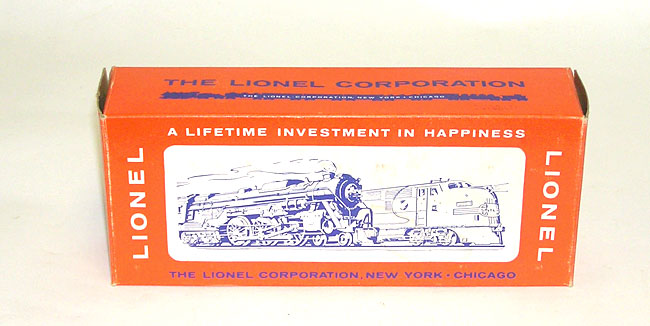 THE LIONEL CORPORATION
THE LIONEL CORPORATION, NEW YORK • CHICAGO
A LIFETIME INVESTMENT IN HAPPINESS
LIONEL
LIONEL
THE LIONEL CORPORATION, NEW YORK • CHICAGO